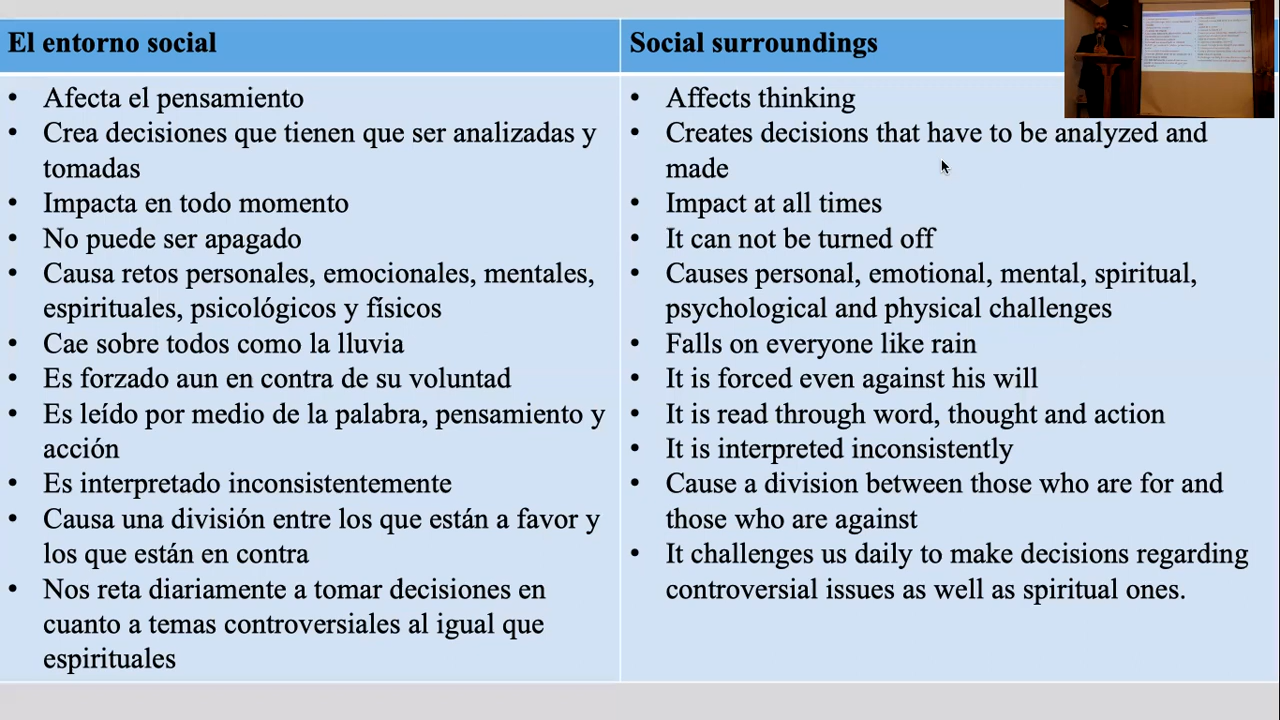 El entorno social
• Afecta el pensamiento
• Crea decisiones que tienen que ser analizadas y
tomadas
• Impacta en todo momento
• No puede ser apagado
• Causa retos personales, emocionales, mentales,
espirituales, psicológicos y físicos
• Cae sobre todos como la lluvia
• Es forzado aun en contra de su voluntad
• Es leído por medio de la palabra, pensamiento y
acción
• Es interpretado inconsistentemente
• Causa una división entre los que están a favor y
los que están en contra
• Nos reta diariamente a tomar decisiones en
cuanto a temas controversiales al igual que
espirituales
Social surroundings
• Affects thinking
• Creates decisions that have to be analyzed and
made
• Impact at all times
• It can not be turned off
• Causes personal, emotional, mental, spiritual,
psychological and physical challenges
• Falls on everyone like rain
• It is forced even against his will
• It is read through word, thought and action
• It is interpreted inconsistently
• Cause a division between those who are for and
those who are against
• It challenges us daily to make decisions regarding
controversial issues as well as spiritual ones.